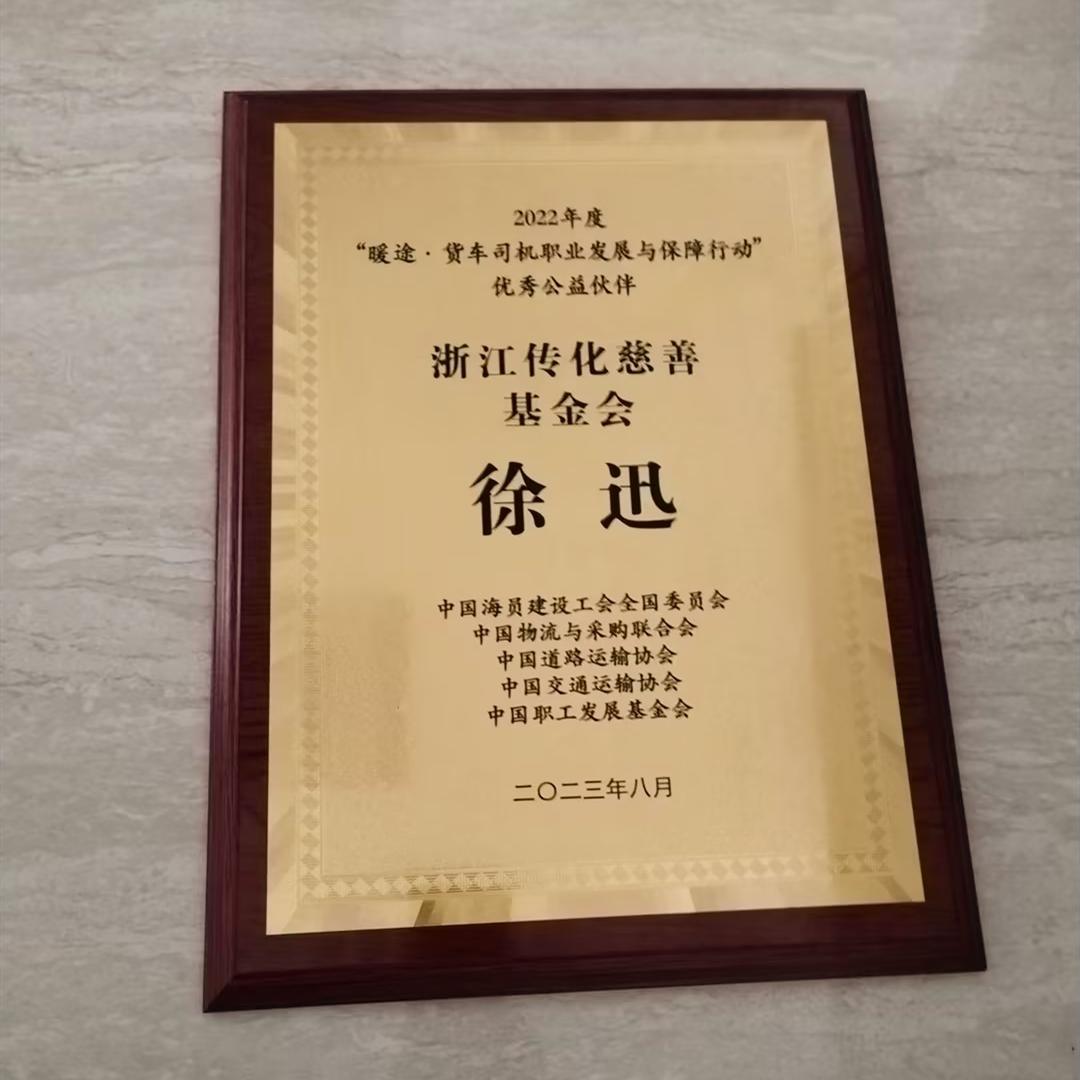 2022年度
“暖途·货车司机职业发展与保障行动”
优秀公益伙伴
浙江传化慈善
基金会
徐 迅
中国海员建设工会全国委员会
中国物流与采购联合会
中国道路运输协会
中国交通运输协会
中国职工发展基金会
二〇二三年八月